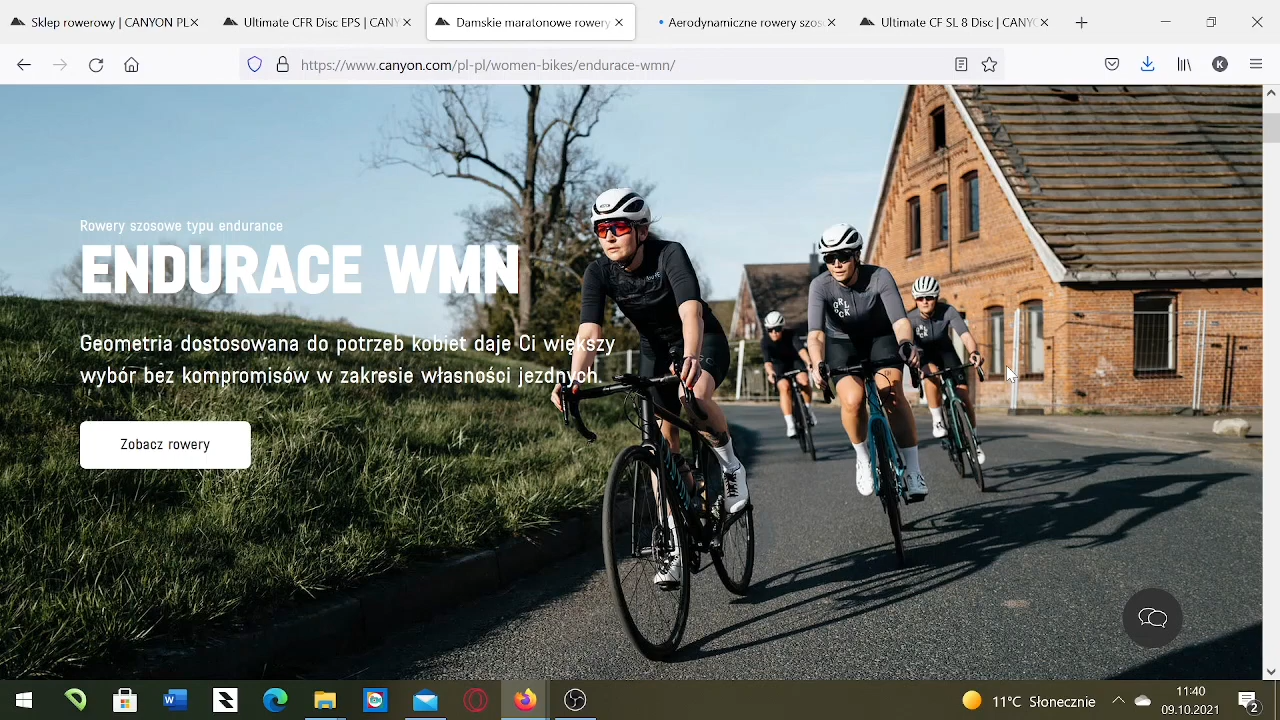 Sklep rowerowy | CANYON PL
Ultimate CFR Disc EPS | CANY
Damskie maratonowe rowery
Aerodynamiczne rowery szos
Ultimate CF SL 8 Disc | CANYO
https://www.canyon.com/pl-pl/women-bikes/endurace-wmn/
K
Rowery szosowe typu endurance
ENDURACE WMN
Geometria dostosowana do potrzeb kobiet daje Ci większy
wybór bez kompromisów w zakresie własności jezdnych.
Zobacz rowery
11°C Słonecznie
11:40
09.10.2021
2